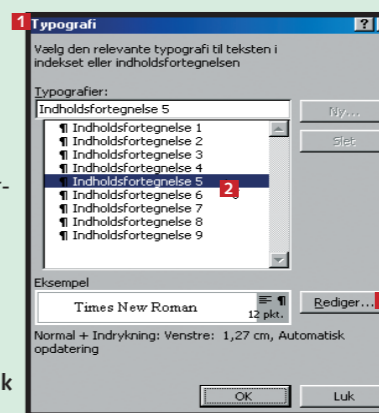 1 Typografi ?
Vælg den relevante typografi til teksten i
indekset eller indholdsfortegnelsen
Typografier:
Indholdsfortegnelse 5
Ny...
Slet
¶ Indholdsfortegnelse 1
¶ Indholdsfortegnelse 2
¶ Indholdsfortegnelse 3
¶ Indholdsfortegnelse 4
¶ Indholdsfortegnelse 5
¶ Indholdsfortegnelse 6
¶ Indholdsfortegnelse 7
¶ Indholdsfortegnelse 8
¶ Indholdsfortegnelse 9
2
Eksempel
Times New Roman
¶
12 pkt.
Rediger...
Normal + Indrykning: Venstre: 1,27 cm, Automatisk
opdatering
OK
Luk